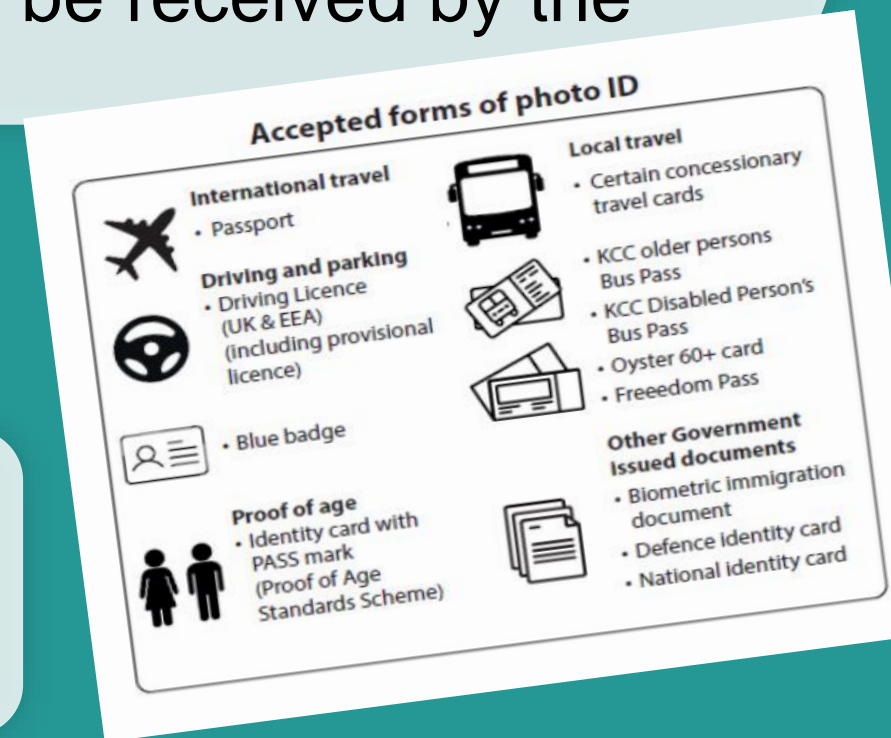 be received by the
Accepted forms of photo ID
International travel
• Passport
Driving and parking
• Driving Licence
(UK & EEA)
(including provisional
licence)
• Blue badge
Proof of age
• Identity card with
PASS mark
(Proof of Age
Standards Scheme)
Local travel
• Certain concessionary
travel cards
• KCC older persons
Bus Pass
• KCC Disabled Person's
Bus Pass
• Oyster 60+ card
• Freeedom Pass
Other Government
Issued documents
• Biometric immigration
document
• Defence identity card
• National identity card